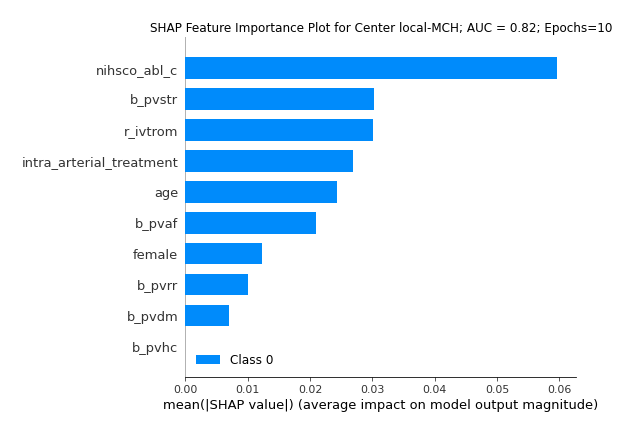 SHAP Feature Importance Plot for Center local-MCH; AUC = 0.82; Epochs=10
nihsco_abl_c
b_pvstr
r_ivtrom
intra_arterial_treatment
age
b_pvaf
female
b_pvrr
b_pvdm
b_pvhc
Class 0
0.00 0.01 0.02 0.03 0.04 0.05 0.06
mean(|SHAP value|) (average impact on model output magnitude)